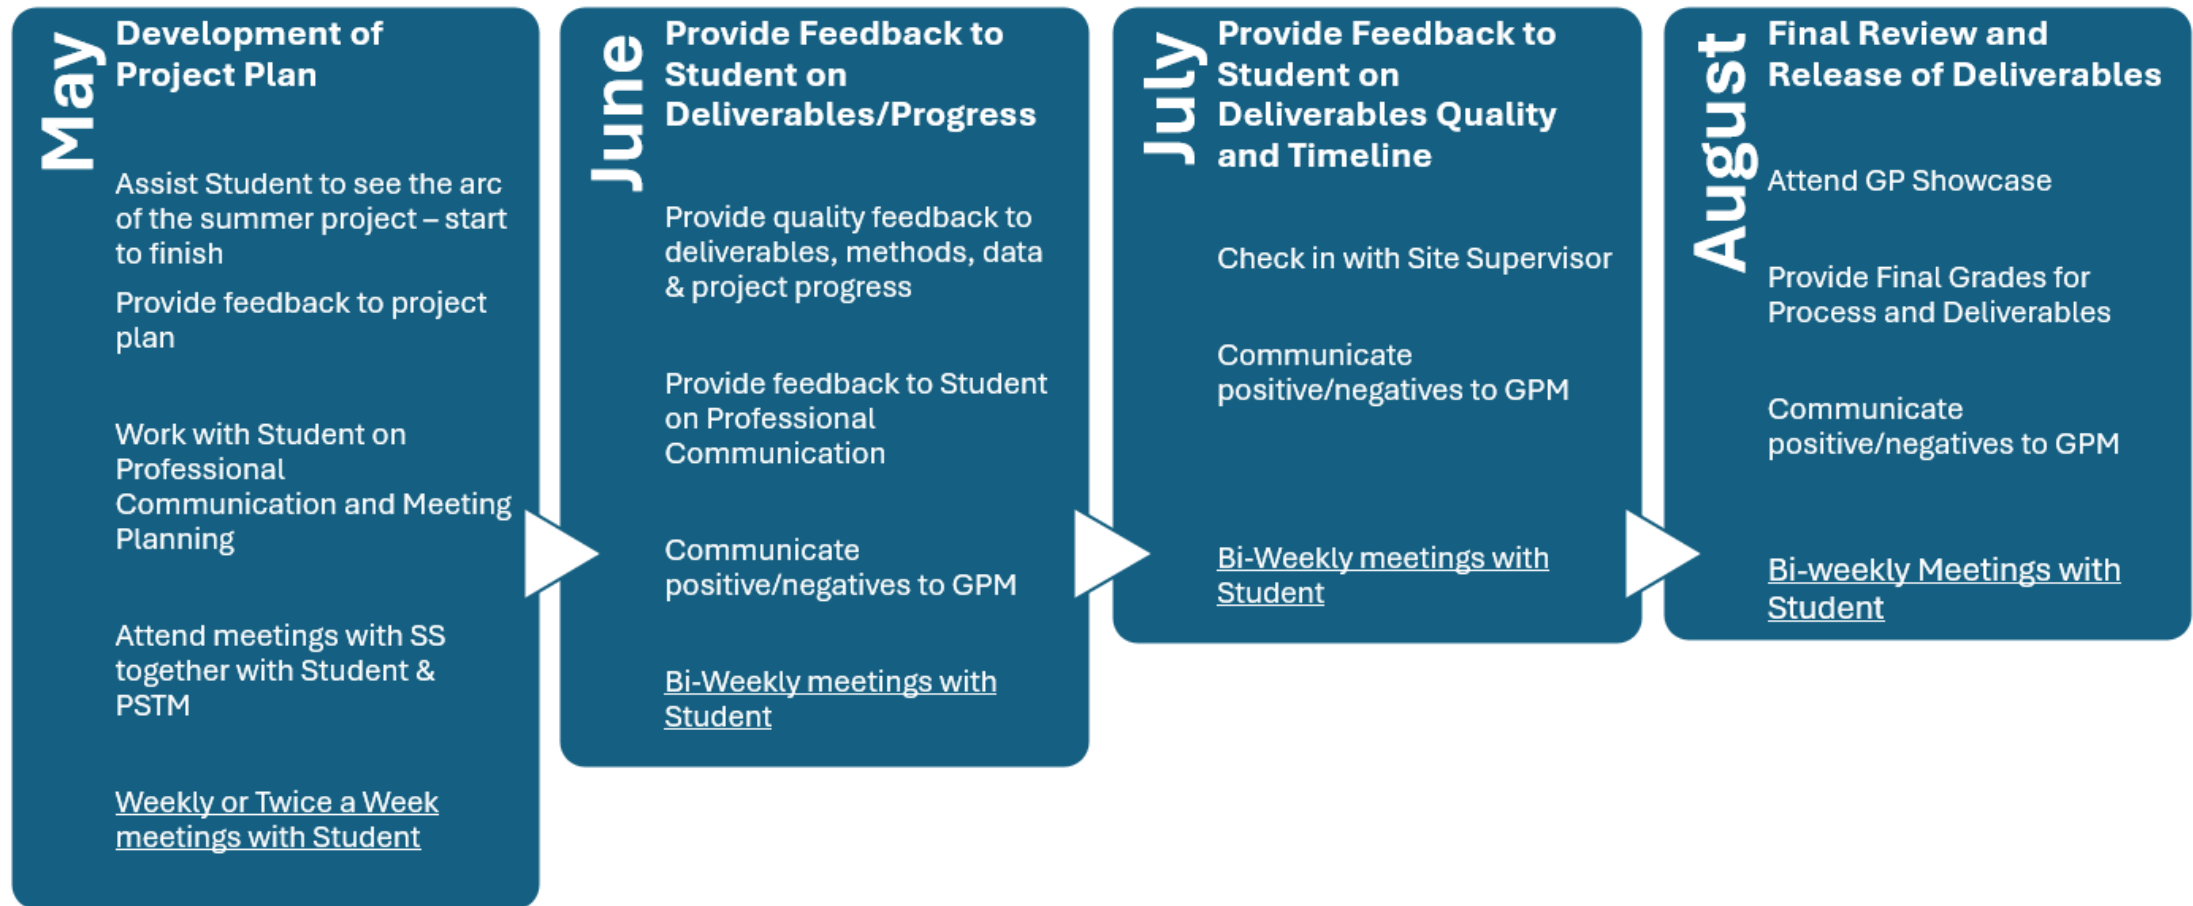 May
Development of
Project Plan
Assist Student to see the arc
of the summer project – start
to finish
Provide feedback to project
plan
Work with Student on
Professional
Communication and Meeting
Planning
Attend meetings with SS
together with Student &
PSTM
Weekly or Twice a Week
meetings with Student
June
Provide Feedback to
Student on
Deliverables/Progress
Provide quality feedback to
deliverables, methods, data
& project progress
Provide feedback to Student
on Professional
Communication
Communicate
positive/negatives to GPM
Bi-Weekly meetings with
Student
July
Provide Feedback to
Student on
Deliverables Quality
and Timeline
Check in with Site Supervisor
Communicate
positive/negatives to GPM
Bi-Weekly meetings with
Student
August
Final Review and
Release of Deliverables
Attend GP Showcase
Provide Final Grades for
Process and Deliverables
Communicate
positive/negatives to GPM
Bi-weekly Meetings with
Student